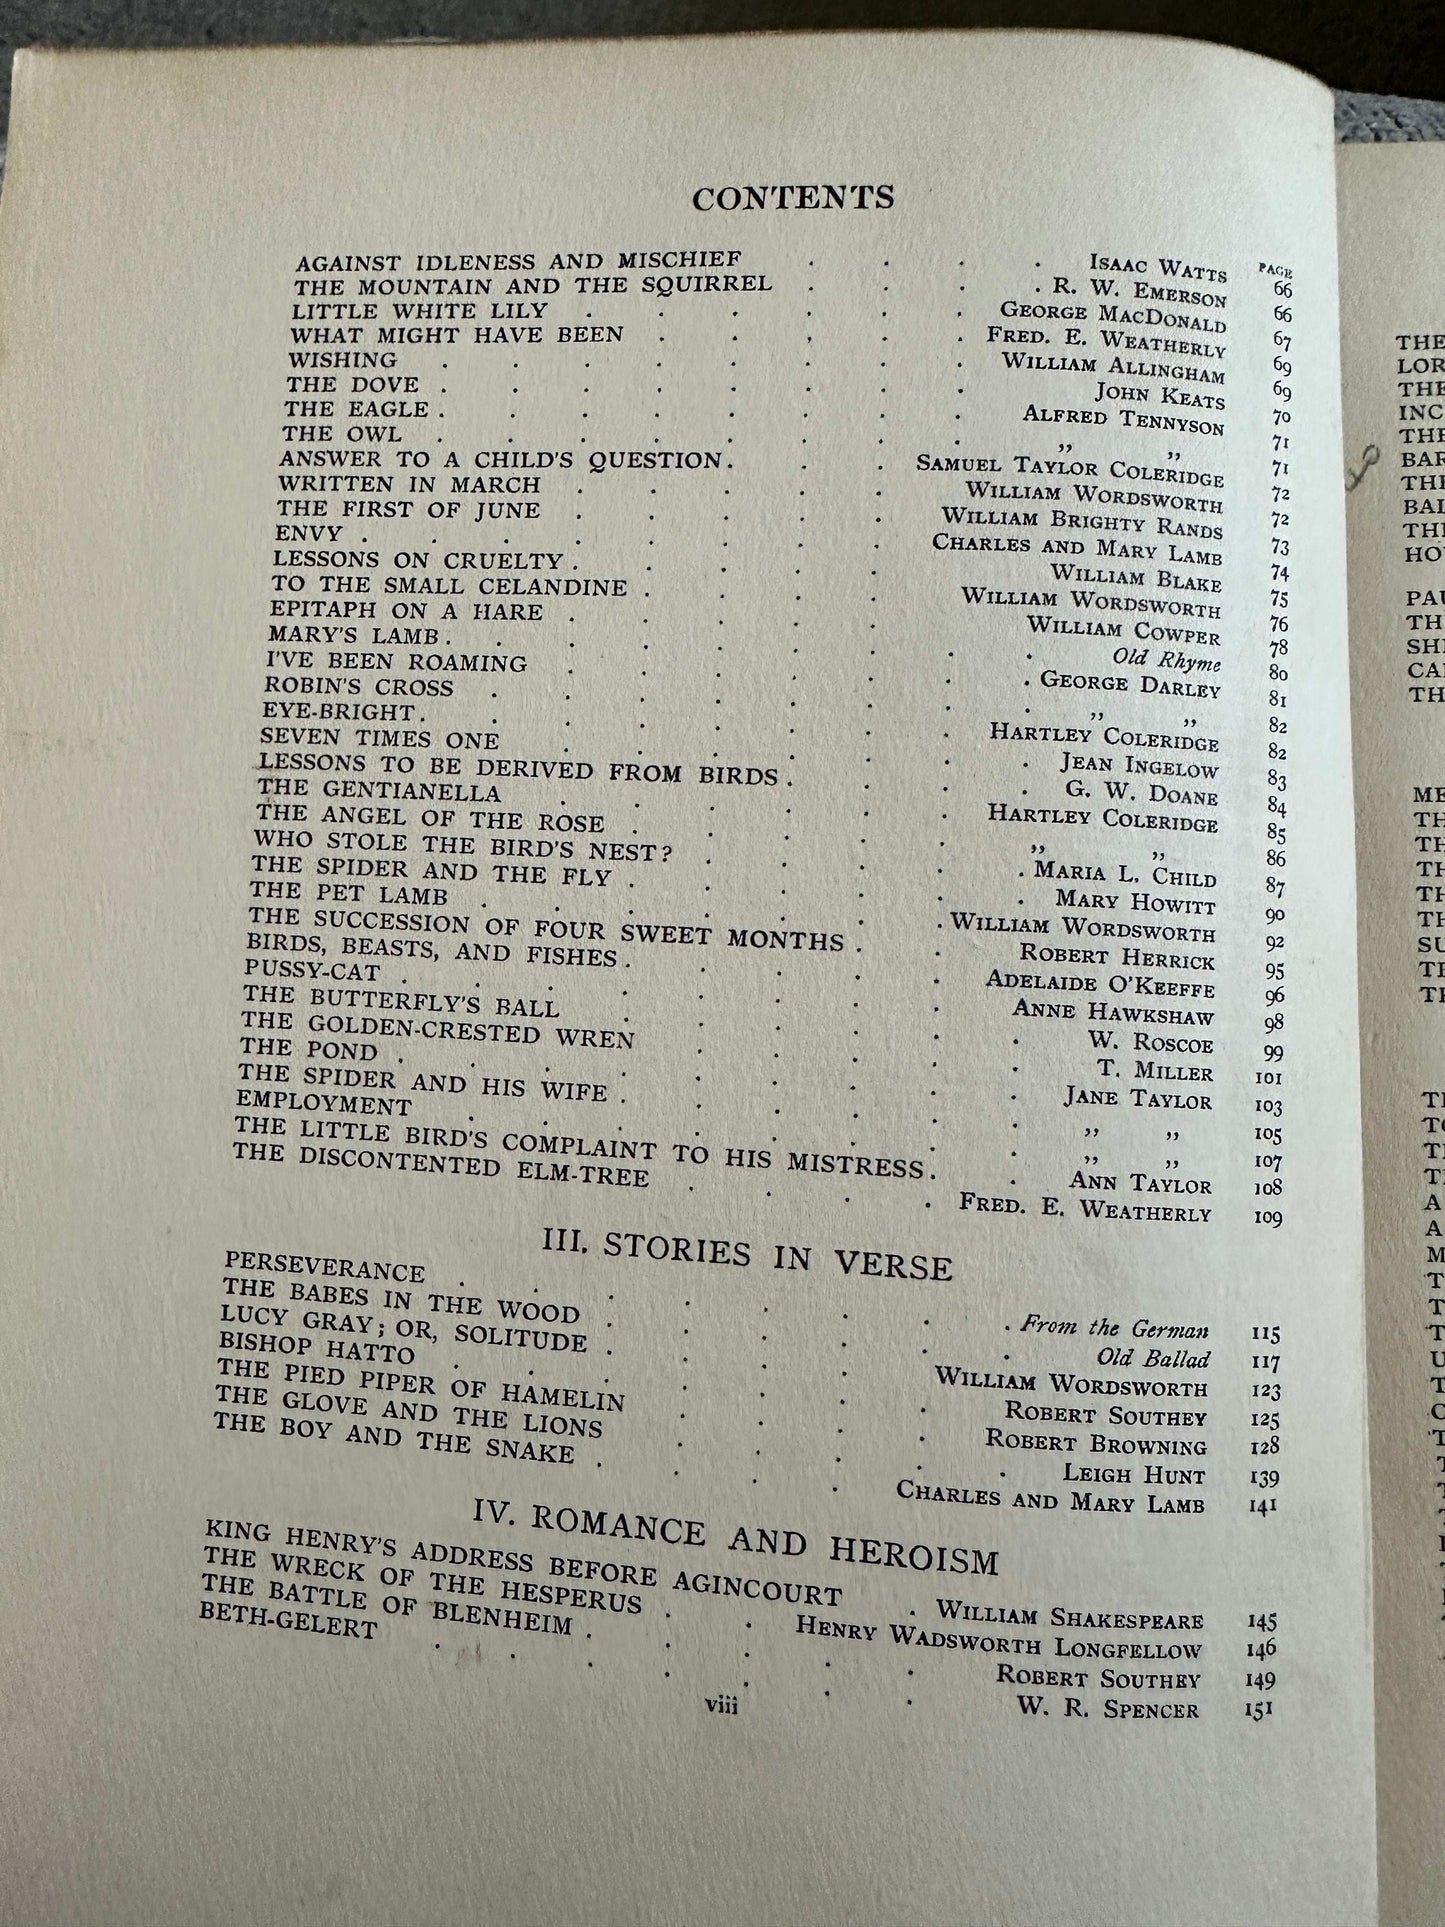 CONTENTS
PAGE
AGAINST IDLENESS AND MISCHIEF . . . . ISAAC WATTS 66
THE MOUNTAIN AND THE SQUIRREL . . . . R. W. EMERSON 66
LITTLE WHITE LILY . . . . . . GEORGE MACDONALD 67
WHAT MIGHT HAVE BEEN . . . . . FRED. E. WEATHERLY 69
WISHING . . . . . . . . WILLIAM ALLINGHAM 69
THE DOVE . . . . . . . . JOHN KEATS 70
THE EAGLE . . . . . . . . ALFRED TENNYSON 71
THE OWL . . . . . . . . ,, ,, 71
ANSWER TO A CHILD'S QUESTION . . . SAMUEL TAYLOR COLERIDGE 72
WRITTEN IN MARCH . . . . . WILLIAM WORDSWORTH 72
THE FIRST OF JUNE . . . . . WILLIAM BRIGHTY RANDS 73
ENVY . . . . . . . . CHARLES AND MARY LAMB 74
LESSONS ON CRUELTY . . . . . WILLIAM BLAKE 75
TO THE SMALL CELANDINE . . . . WILLIAM WORDSWORTH 76
EPITAPH ON A HARE . . . . . WILLIAM COWPER 78
MARY'S LAMB . . . . . . . . Old Rhyme 80
I'VE BEEN ROAMING . . . . . . . GEORGE DARLEY 81
ROBIN'S CROSS . . . . . . . . ,, ,, 82
EYE-BRIGHT . . . . . . . . HARTLEY COLERIDGE 82
SEVEN TIMES ONE . . . . . . . JEAN INGELOW 83
LESSONS TO BE DERIVED FROM BIRDS . . . . G. W. DOANE 84
THE GENTIANELLA . . . . . . HARTLEY COLERIDGE 85
THE ANGEL OF THE ROSE . . . . . . ,, ,, 86
WHO STOLE THE BIRD'S NEST? . . . . . MARIA L. CHILD 87
THE SPIDER AND THE FLY . . . . . MARY HOWITT 90
THE PET LAMB . . . . . . . WILLIAM WORDSWORTH 92
THE SUCCESSION OF FOUR SWEET MONTHS . . ROBERT HERRICK 95
BIRDS, BEASTS, AND FISHES . . . . . ADELAIDE O'KEEFFE 96
PUSSY-CAT . . . . . . . . ANNE HAWKSHAW 98
THE BUTTERFLY'S BALL . . . . . . W. ROSCOE 99
THE GOLDEN-CRESTED WREN . . . . . T. MILLER 101
THE POND . . . . . . . . . JANE TAYLOR 103
THE SPIDER AND HIS WIFE . . . . . . ,, ,, 105
EMPLOYMENT . . . . . . . . ,, ,, 107
THE LITTLE BIRD'S COMPLAINT TO HIS MISTRESS . . ANN TAYLOR 108
THE DISCONTENTED ELM-TREE . . . . FRED. E. WEATHERLY 109
III. STORIES IN VERSE
PERSEVERANCE . . . . . . . . From the German 115
THE BABES IN THE WOOD . . . . . . Old Ballad 117
LUCY GRAY; OR, SOLITUDE . . . . WILLIAM WORDSWORTH 123
BISHOP HATTO . . . . . . . ROBERT SOUTHEY 125
THE PIED PIPER OF HAMELIN . . . . ROBERT BROWNING 128
THE GLOVE AND THE LIONS . . . . . LEIGH HUNT 139
THE BOY AND THE SNAKE . . . . CHARLES AND MARY LAMB 141
IV. ROMANCE AND HEROISM
KING HENRY'S ADDRESS BEFORE AGINCOURT . WILLIAM SHAKESPEARE 145
THE WRECK OF THE HESPERUS . . HENRY WADSWORTH LONGFELLOW 146
THE BATTLE OF BLENHEIM . . . . . ROBERT SOUTHEY 149
BETH-GELERT . . . . . . . W. R. SPENCER 151
viii